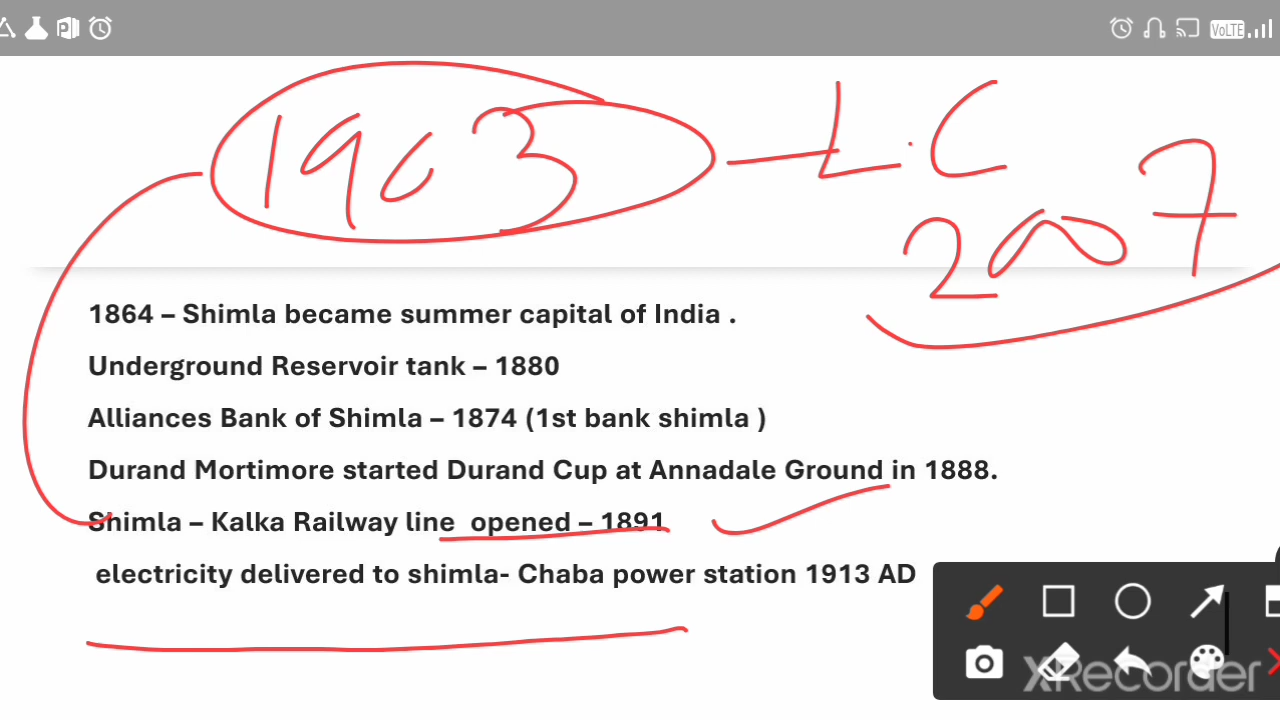 VoLTE
1903 – L.C
2007
1864 – Shimla became summer capital of India .
Underground Reservoir tank – 1880
Alliances Bank of Shimla – 1874 (1st bank shimla )
Durand Mortimore started Durand Cup at Annadale Ground in 1888.
Shimla – Kalka Railway line opened – 1891
electricity delivered to shimla- Chaba power station 1913 AD
XRecorder